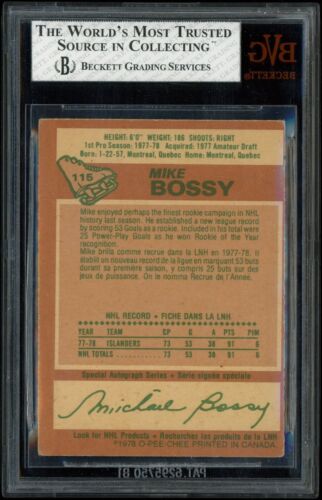 THE WORLD'S MOST TRUSTED
SOURCE IN COLLECTING™
B BECKETT GRADING SERVICES
BVG
BECKETT
HEIGHT: 6'0" WEIGHT: 186 SHOOTS: RIGHT
1st Pro Season: 1977-78 Acquired: 1977 Amateur Draft
Born: 1-22-57, Montreal, Quebec Home: Montreal, Quebec
115
MIKE
BOSSY
Mike enjoyed perhaps the finest rookie campaign in NHL
history last season. He established a new league record
by scoring 53 Goals as a rookie. Included in his total were
25 Power-Play Goals as he won Rookie of the Year
recognition.
Mike brilla comme recrue dans la LNH en 1977-78. Il
établit un nouveau record de la ligue en marquant 53 buts
durant sa première saison, y compris 25 buts sur des jeux
de puissance. On le nomma Recrue de l'Année.
NHL RECORD • FICHE DANS LA LNH
YEAR TEAM GP G A PTS PIM
77-78 ISLANDERS 73 53 38 91 6
NHL TOTALS 73 53 38 91 6
Special Autograph Series • Série signée spéciale
Michael Bossy
Look for NHL Products • Recherchez les produits de la LNH
©1978 O-PEE-CHEE PRINTED IN CANADA.